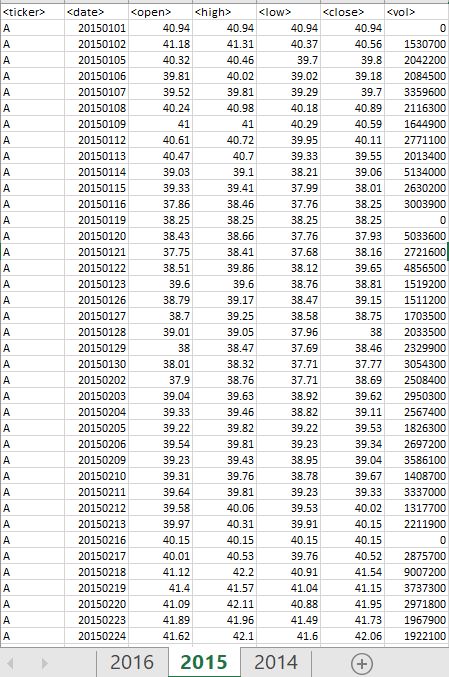 <ticker> <date> <open> <high> <low> <close> <vol>
A 20150101 40.94 40.94 40.94 40.94 0
A 20150102 41.18 41.31 40.37 40.56 1530700
A 20150105 40.32 40.46 39.7 39.8 2042200
A 20150106 39.81 40.02 39.02 39.18 2084500
A 20150107 39.52 39.81 39.29 39.7 3359600
A 20150108 40.24 40.98 40.18 40.89 2116300
A 20150109 41 41 40.29 40.59 1644900
A 20150112 40.61 40.72 39.95 40.11 2771100
A 20150113 40.47 40.7 39.33 39.55 2013400
A 20150114 39.03 39.1 38.21 39.06 5134000
A 20150115 39.33 39.41 37.99 38.01 2630200
A 20150116 37.86 38.46 37.76 38.25 3003900
A 20150119 38.25 38.25 38.25 38.25 0
A 20150120 38.43 38.66 37.76 37.93 5033600
A 20150121 37.75 38.41 37.68 38.16 2721600
A 20150122 38.51 39.86 38.12 39.65 4856500
A 20150123 39.6 39.6 38.76 38.81 1519200
A 20150126 38.79 39.17 38.47 39.15 1511200
A 20150127 38.7 39.25 38.58 38.75 1703500
A 20150128 39.01 39.05 37.96 38 2033500
A 20150129 38 38.47 37.69 38.46 2329900
A 20150130 38.01 38.32 37.71 37.77 3054300
A 20150202 37.9 38.76 37.71 38.69 2508400
A 20150203 39.04 39.63 38.92 39.62 2950300
A 20150204 39.33 39.46 38.82 39.11 2567400
A 20150205 39.22 39.82 39.22 39.53 1826300
A 20150206 39.54 39.81 39.23 39.34 2697200
A 20150209 39.23 39.43 38.95 39.04 3586100
A 20150210 39.31 39.76 38.78 39.67 1408700
A 20150211 39.64 39.81 39.23 39.33 3337000
A 20150212 39.58 40.06 39.53 40.02 1317700
A 20150213 39.97 40.31 39.91 40.15 2211900
A 20150216 40.15 40.15 40.15 40.15 0
A 20150217 40.01 40.53 39.76 40.52 2875700
A 20150218 41.12 42.2 40.91 41.54 9007200
A 20150219 41.4 41.57 41.04 41.15 3737300
A 20150220 41.09 42.11 40.88 41.95 2971800
A 20150223 41.89 41.96 41.49 41.73 1967900
A 20150224 41.62 42.1 41.6 42.06 1922100
2016 2015 2014